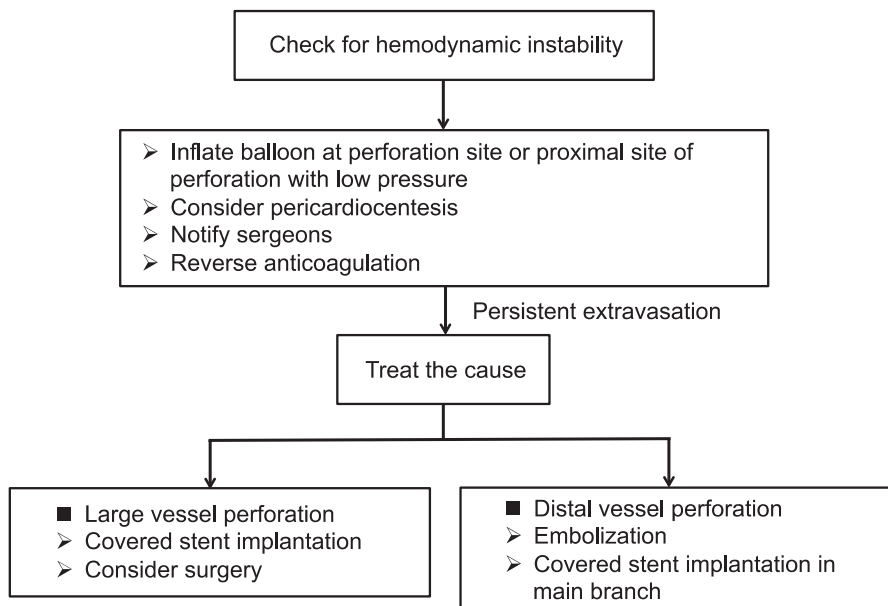 Check for hemodynamic instability
➢ Inflate balloon at perforation site or proximal site of
perforation with low pressure
➢ Consider pericardiocentesis
➢ Notify sergeons
➢ Reverse anticoagulation
Persistent extravasation
Treat the cause
■ Large vessel perforation
➢ Covered stent implantation
➢ Consider surgery
■ Distal vessel perforation
➢ Embolization
➢ Covered stent implantation in
main branch